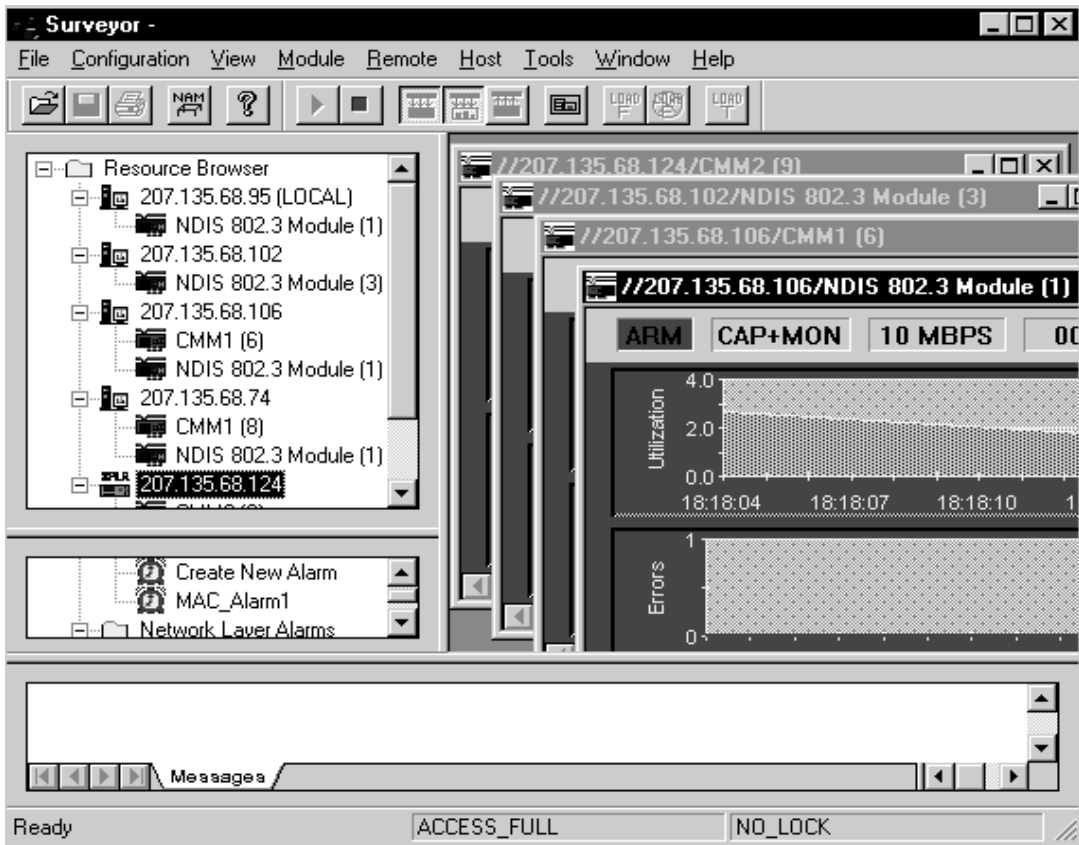 Surveyor -
File Configuration View Module Remote Host Tools Window Help
NAM ? LOAD F LOAD LOAD T
Resource Browser
207.135.68.95 (LOCAL)
NDIS 802.3 Module (1)
207.135.68.102
NDIS 802.3 Module (3)
207.135.68.106
CMM1 (6)
NDIS 802.3 Module (1)
207.135.68.74
CMM1 (8)
NDIS 802.3 Module (1)
207.135.68.124
Create New Alarm
MAC_Alarm1
Network Layer Alarms
//207.135.68.124/CMM2 (9)
//207.135.68.102/NDIS 802.3 Module (3)
//207.135.68.106/CMM1 (6)
//207.135.68.106/NDIS 802.3 Module (1)
ARM CAP+MON 10 MBPS 00
Utilization
4.0
2.0
0.0
18:18:04 18:18:07 18:18:10 1
Errors
1
0
Messages
Ready ACCESS_FULL NO_LOCK